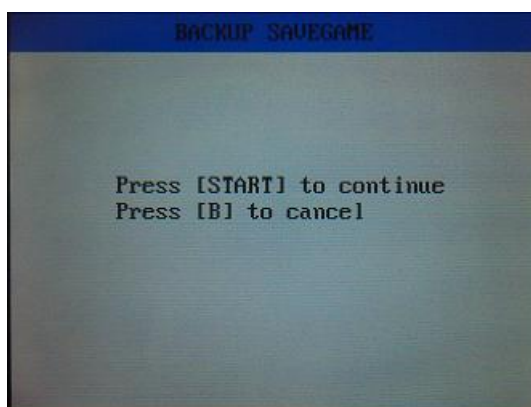 BACKUP SAVEGAME
Press [START] to continue
Press [B] to cancel